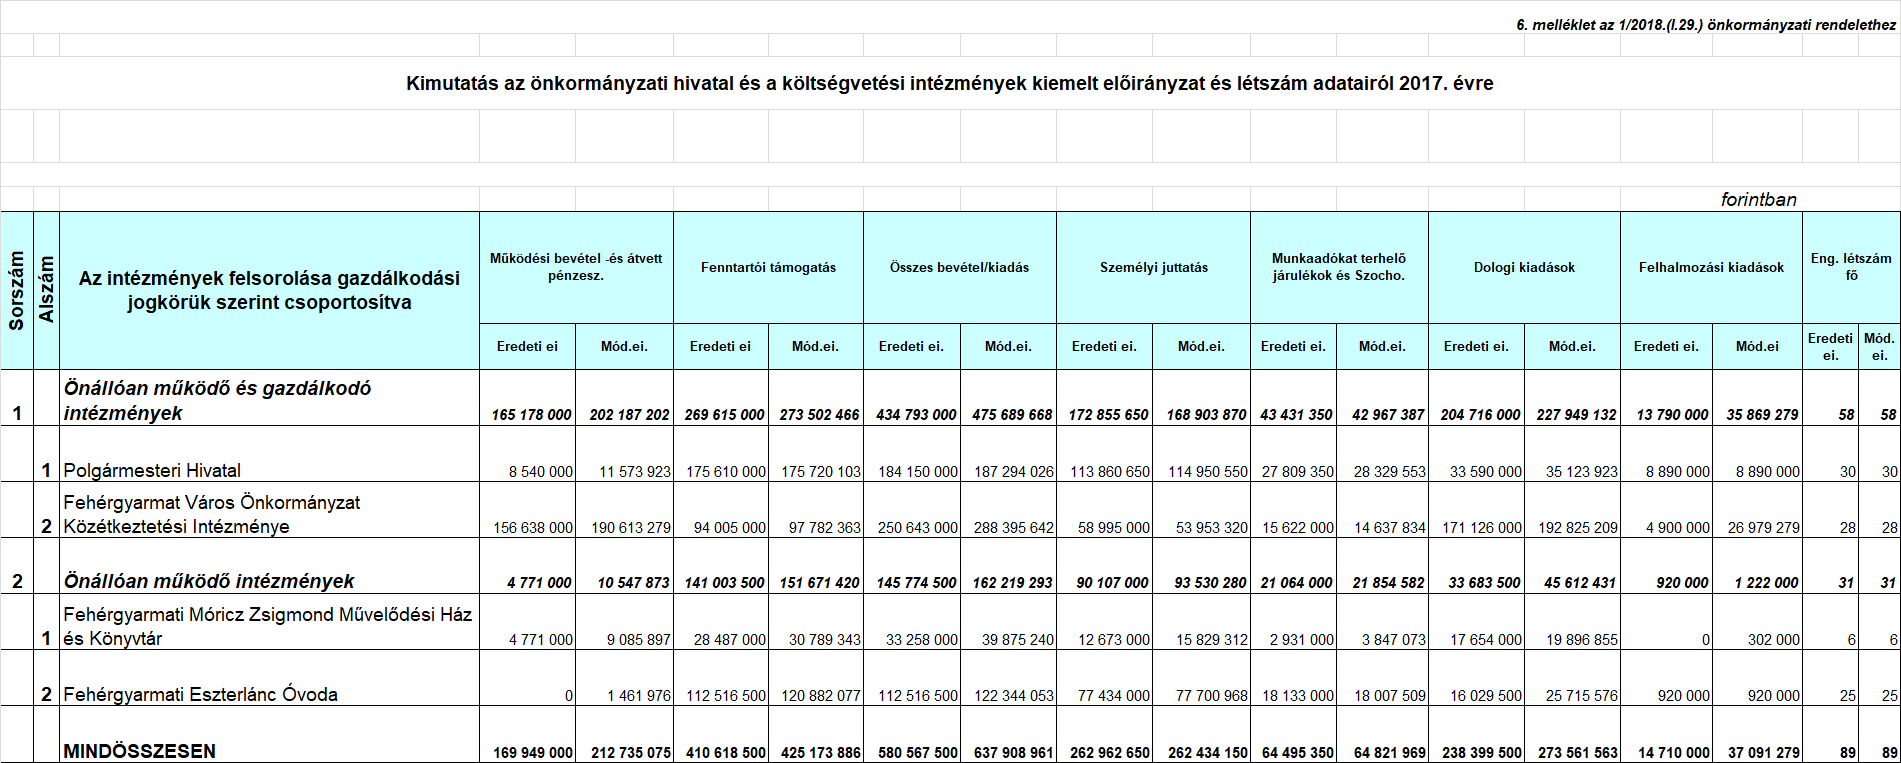 6. melléklet az 1/2018.(I.29.) önkormányzati rendelethez
Kimutatás az önkormányzati hivatal és a költségvetési intézmények kiemelt előirányzat és létszám adatairól 2017. évre
forintban
Sorszám Alszám Az intézmények felsorolása gazdálkodási jogkörük szerint csoportosítva Működési bevétel -és átvett pénzesz. Fenntartói támogatás Összes bevétel/kiadás Személyi juttatás Munkaadókat terhelő járulékok és Szocho. Dologi kiadások Felhalmozási kiadások Eng. létszám fő
Eredeti ei Mód.ei. Eredeti ei Mód.ei. Eredeti ei. Mód.ei. Eredeti ei. Mód.ei. Eredeti ei. Mód.ei. Eredeti ei. Mód.ei. Eredeti ei. Mód.ei Eredeti ei. Mód. ei.
1 Önállóan működő és gazdálkodó intézmények 165 178 000 202 187 202 269 615 000 273 502 466 434 793 000 475 689 668 172 855 650 168 903 870 43 431 350 42 967 387 204 716 000 227 949 132 13 790 000 35 869 279 58 58
1 Polgármesteri Hivatal 8 540 000 11 573 923 175 610 000 175 720 103 184 150 000 187 294 026 113 860 650 114 950 550 27 809 350 28 329 553 33 590 000 35 123 923 8 890 000 8 890 000 30 30
2 Fehérgyarmat Város Önkormányzat Közétkeztetési Intézménye 156 638 000 190 613 279 94 005 000 97 782 363 250 643 000 288 395 642 58 995 000 53 953 320 15 622 000 14 637 834 171 126 000 192 825 209 4 900 000 26 979 279 28 28
2 Önállóan működő intézmények 4 771 000 10 547 873 141 003 500 151 671 420 145 774 500 162 219 293 90 107 000 93 530 280 21 064 000 21 854 582 33 683 500 45 612 431 920 000 1 222 000 31 31
1 Fehérgyarmati Móricz Zsigmond Művelődési Ház és Könyvtár 4 771 000 9 085 897 28 487 000 30 789 343 33 258 000 39 875 240 12 673 000 15 829 312 2 931 000 3 847 073 17 654 000 19 896 855 0 302 000 6 6
2 Fehérgyarmati Eszterlánc Óvoda 0 1 461 976 112 516 500 120 882 077 112 516 500 122 344 053 77 434 000 77 700 968 18 133 000 18 007 509 16 029 500 25 715 576 920 000 920 000 25 25
MINDÖSSZESEN 169 949 000 212 735 075 410 618 500 425 173 886 580 567 500 637 908 961 262 962 650 262 434 150 64 495 350 64 821 969 238 399 500 273 561 563 14 710 000 37 091 279 89 89